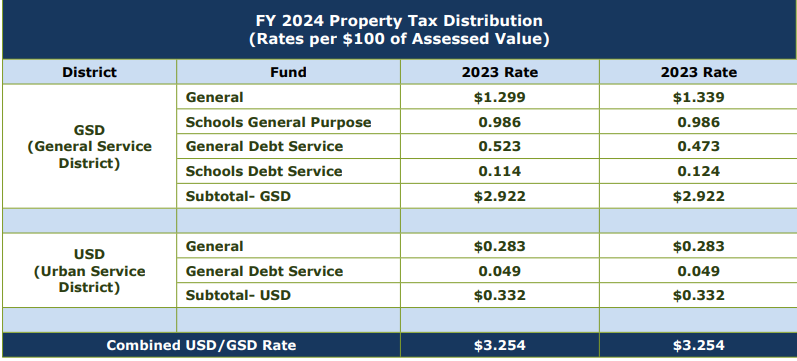 FY 2024 Property Tax Distribution
(Rates per $100 of Assessed Value)
District Fund 2023 Rate 2023 Rate
GSD
(General Service
District)
General $1.299 $1.339
Schools General Purpose 0.986 0.986
General Debt Service 0.523 0.473
Schools Debt Service 0.114 0.124
Subtotal- GSD $2.922 $2.922
USD
(Urban Service
District)
General $0.283 $0.283
General Debt Service 0.049 0.049
Subtotal- USD $0.332 $0.332
Combined USD/GSD Rate $3.254 $3.254